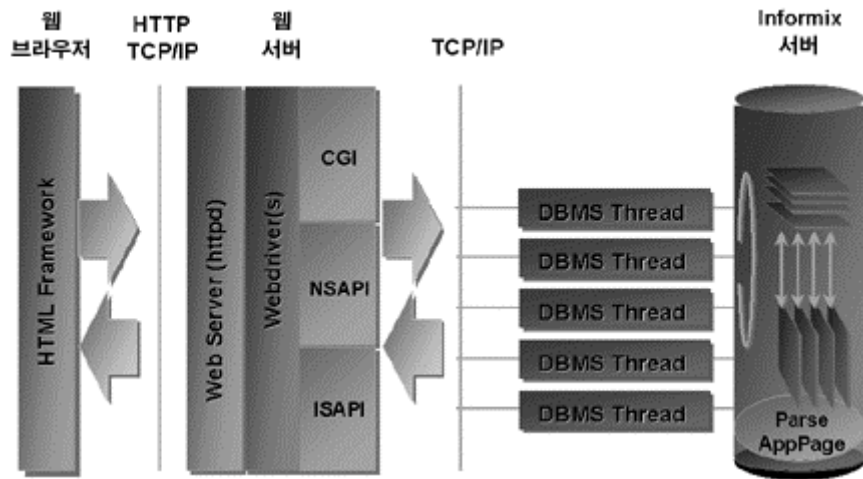 웹
브라우저
HTTP
TCP/IP
웹
서버
TCP/IP
Informix
서버
HTML Framework
Web Server (httpd)
Webdriver(s)
CGI
NSAPI
ISAPI
DBMS Thread
DBMS Thread
DBMS Thread
DBMS Thread
DBMS Thread
Parse
AppPage